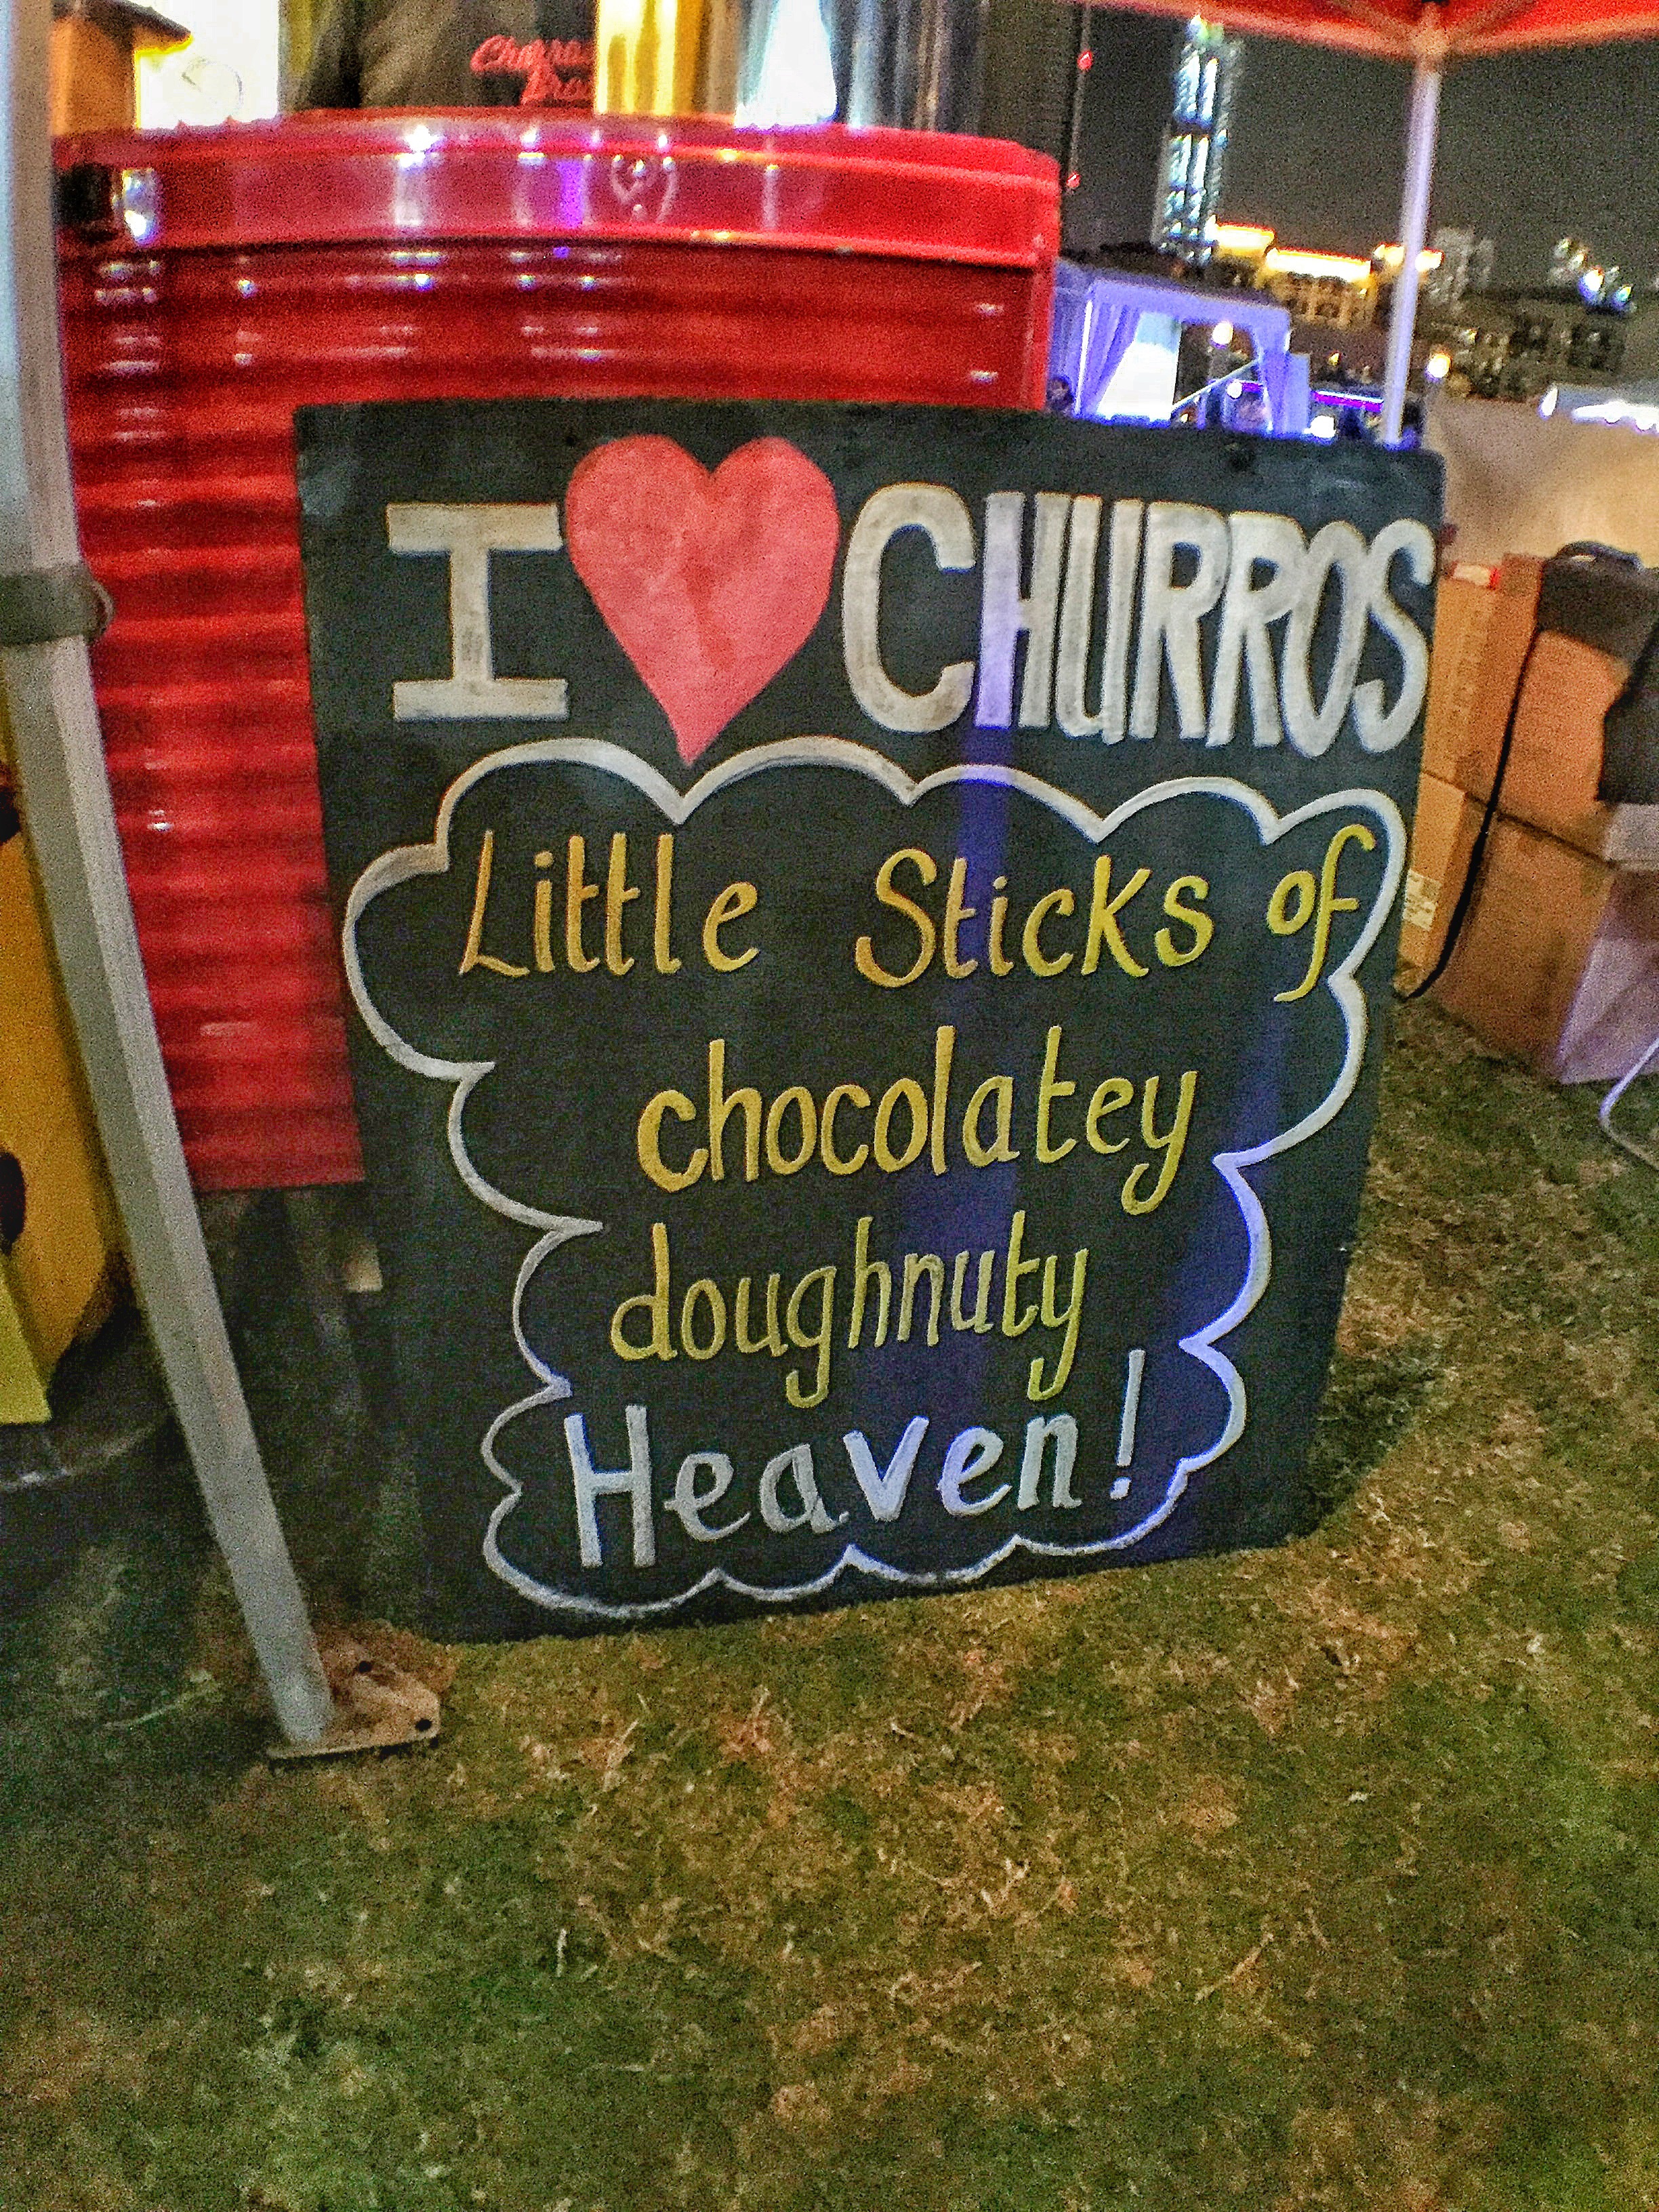 I ❤ CHURROS
Little Sticks of
chocolatey
doughnuty
Heaven!